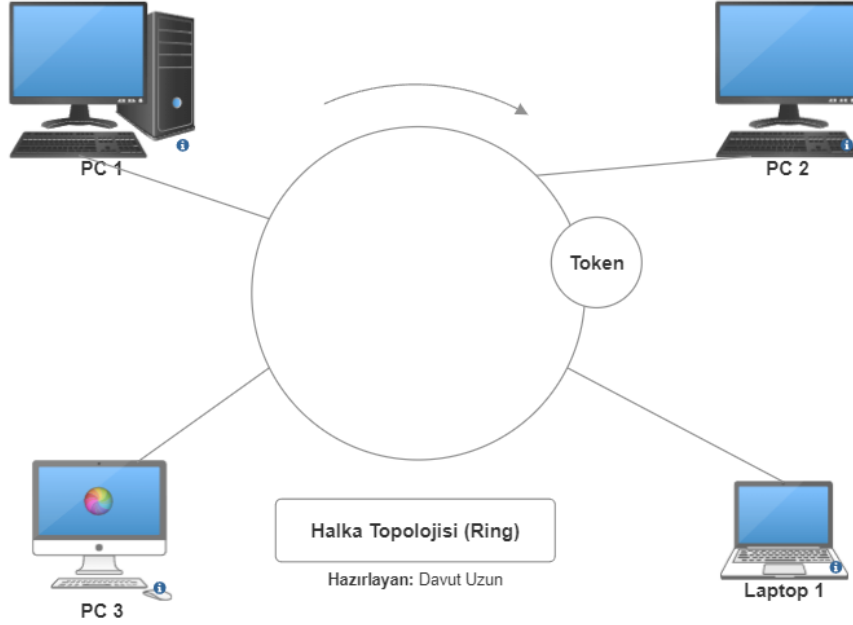 PC 1
PC 2
Token
Halka Topolojisi (Ring)
Hazırlayan: Davut Uzun
PC 3
Laptop 1